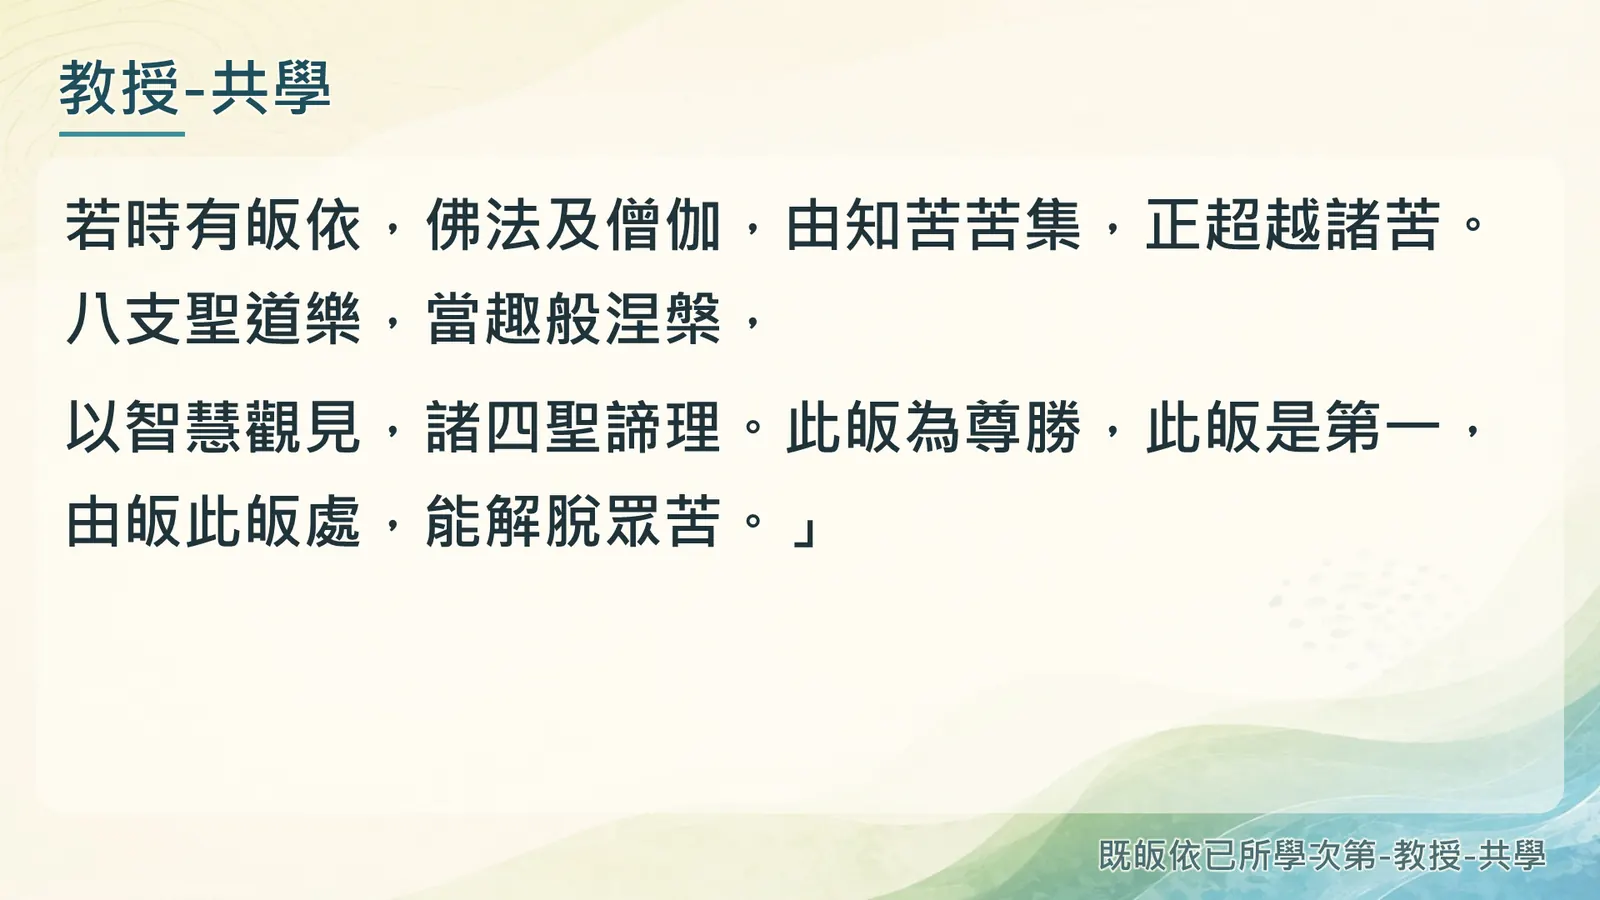 教授-共學
若時有皈依，佛法及僧伽，由知苦苦集，正超越諸苦。
八支聖道樂，當趣般涅槃，
以智慧觀見，諸四聖諦理。此皈為尊勝，此皈是第一，
由皈此皈處，能解脫眾苦。」
既皈依已所學次第-教授-共學